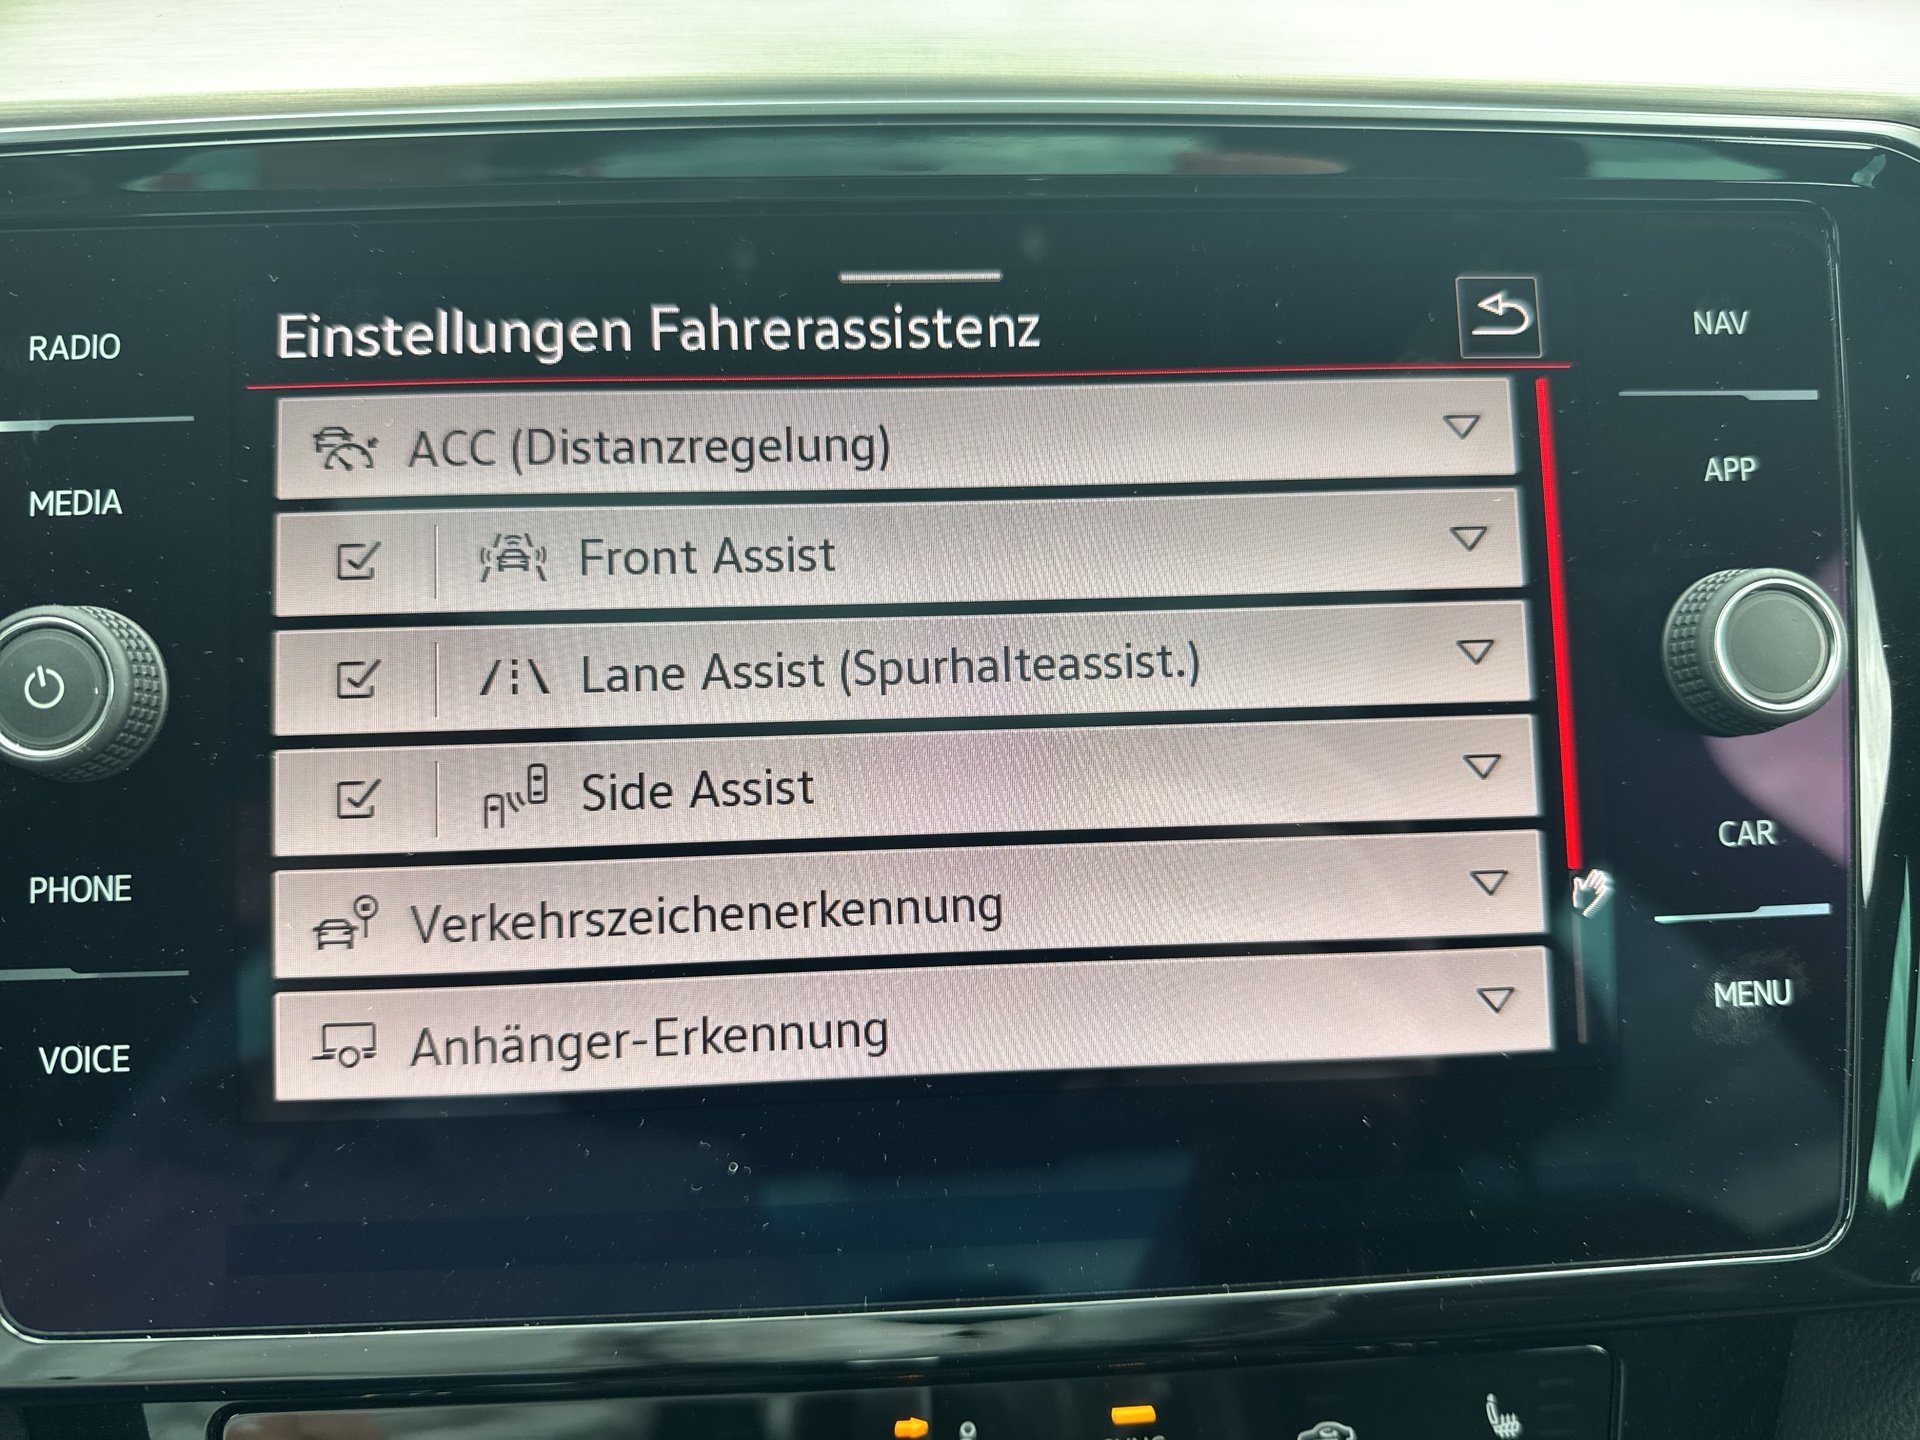 Einstellungen Fahrerassistenz
ACC (Distanzregelung)
Front Assist
Lane Assist (Spurhalteassist.)
Side Assist
Verkehrszeichenerkennung
Anhänger-Erkennung
RADIO
MEDIA
PHONE
VOICE
NAV
APP
CAR
MENU